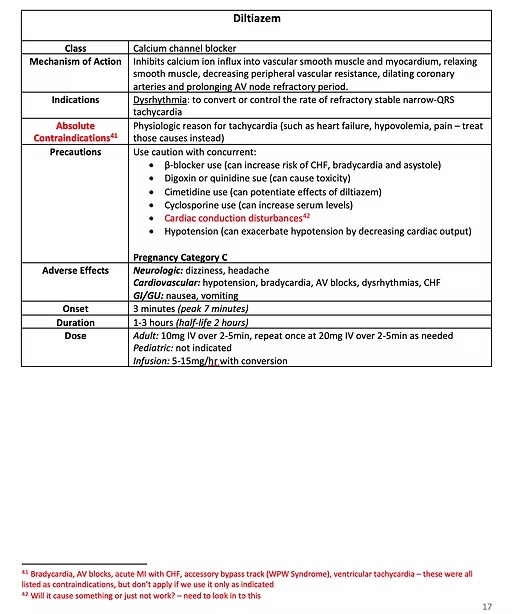 Diltiazem
Class Calcium channel blocker
Mechanism of Action Inhibits calcium ion influx into vascular smooth muscle and myocardium, relaxing
smooth muscle, decreasing peripheral vascular resistance, dilating coronary
arteries and prolonging AV node refractory period.
Indications Dysrhythmia: to convert or control the rate of refractory stable narrow-QRS
tachycardia
Absolute Physiologic reason for tachycardia (such as heart failure, hypovolemia, pain – treat
Contraindications41 those causes instead)
Precautions Use caution with concurrent:
• β-blocker use (can increase risk of CHF, bradycardia and asystole)
• Digoxin or quinidine sue (can cause toxicity)
• Cimetidine use (can potentiate effects of diltiazem)
• Cyclosporine use (can increase serum levels)
• Cardiac conduction disturbances42
• Hypotension (can exacerbate hypotension by decreasing cardiac output)
Pregnancy Category C
Adverse Effects Neurologic: dizziness, headache
Cardiovascular: hypotension, bradycardia, AV blocks, dysrhythmias, CHF
GI/GU: nausea, vomiting
Onset 3 minutes (peak 7 minutes)
Duration 1-3 hours (half-life 2 hours)
Dose Adult: 10mg IV over 2-5min, repeat once at 20mg IV over 2-5min as needed
Pediatric: not indicated
Infusion: 5-15mg/hr with conversion
41 Bradycardia, AV blocks, acute MI with CHF, accessory bypass track (WPW Syndrome), ventricular tachycardia – these were all
listed as contraindications, but don't apply if we use it only as indicated
42 Will it cause something or just not work? – need to look in to this
17